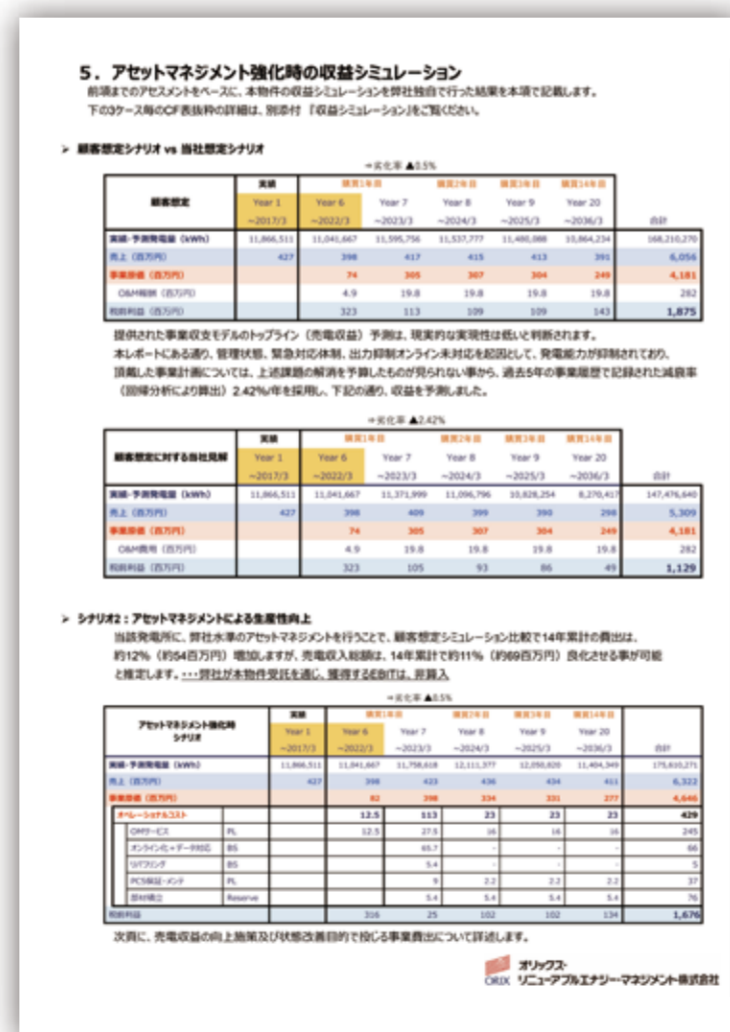 5. アセットマネジメント強化時の収益シミュレーション
前項までのアセスメントをベースに、本物件の収益シミュレーションを弊社独自で行った結果を本項で記載します。
下の3ケース毎のCF表抜粋の詳細は、別添付 『収益シミュレーション』をご覧ください。
➢ 顧客想定シナリオ vs 当社想定シナリオ
⇒劣化率 ▲0.5%
顧客想定 実績 購買1年目 購買2年目 購買3年目 購買14年目
Year 1 Year 6 Year 7 Year 8 Year 9 Year 20
~2017/3 ~2022/3 ~2023/3 ~2024/3 ~2025/3 ~2036/3 合計
実績-予測発電量 (kWh) 11,866,511 11,041,667 11,595,756 11,537,777 11,480,088 10,864,234 168,210,270
売上 (百万円) 427 398 417 415 413 391 6,056
事業原価 (百万円) 74 305 307 304 249 4,181
O&M報酬 (百万円) 4.9 19.8 19.8 19.8 19.8 282
税前利益 (百万円) 323 113 109 109 143 1,875
提供された事業収支モデルのトップライン (売電収益) 予測は、現実的な実現性は低いと判断されます。
本レポートにある通り、管理状態、緊急対応体制、出力抑制オンライン未対応を起因として、発電能力が抑制されており、
頂戴した事業計画については、上述課題の解消を予算したものが見られない事から、過去5年の事業履歴で記録された減衰率
(回帰分析により算出) 2.42%/年を採用し、下記の通り、収益を予測しました。
⇒劣化率 ▲2.42%
顧客想定に対する当社見解 実績 購買1年目 購買2年目 購買3年目 購買14年目
Year 1 Year 6 Year 7 Year 8 Year 9 Year 20
~2017/3 ~2022/3 ~2023/3 ~2024/3 ~2025/3 ~2036/3 合計
実績-予測発電量 (kWh) 11,866,511 11,041,667 11,371,999 11,096,796 10,828,254 8,270,417 147,476,640
売上 (百万円) 427 398 409 399 390 298 5,309
事業原価 (百万円) 74 305 307 304 249 4,181
O&M費用 (百万円) 4.9 19.8 19.8 19.8 19.8 282
税前利益 (百万円) 323 105 93 86 49 1,129
➢ シナリオ2:アセットマネジメントによる生産性向上
当該発電所に、弊社水準のアセットマネジメントを行うことで、顧客想定シミュレーション比較で14年累計の費出は、
約12% (約54百万円) 増加しますが、売電収入総額は、14年累計で約11% (約69百万円) 良化させる事が可能
と推定します。…弊社が本物件受託を通じ、獲得するEBITは、非算入
⇒劣化率 ▲0.5%
アセットマネジメント強化時 実績 購買1年目 購買2年目 購買3年目 購買14年目
シナリオ Year 1 Year 6 Year 7 Year 8 Year 9 Year 20
~2017/3 ~2022/3 ~2023/3 ~2024/3 ~2025/3 ~2036/3 合計
実績-予測発電量 (kWh) 11,866,511 11,041,667 11,758,618 12,111,377 12,050,820 11,404,349 175,610,271
売上 (百万円) 427 398 423 436 434 411 6,322
事業原価 (百万円) 82 398 334 331 277 4,646
オペレーショナルコスト 12.5 113 23 23 23 429
OMサービス PL 12.5 27.5 16 16 16 245
オンライン化+データ対応 BS 65.7 - - - 66
リパワリング BS 5.4 - - - 5
PCS保証・メンテ PL 9 2.2 2.2 2.2 37
部材積立 Reserve 5.4 5.4 5.4 5.4 76
税前利益 316 25 102 102 134 1,676
次頁に、売電収益の向上施策及び状態改善目的で投じる事業費出について詳述します。
ORIX オリックス・
リニューアブルエナジー・マネジメント株式会社